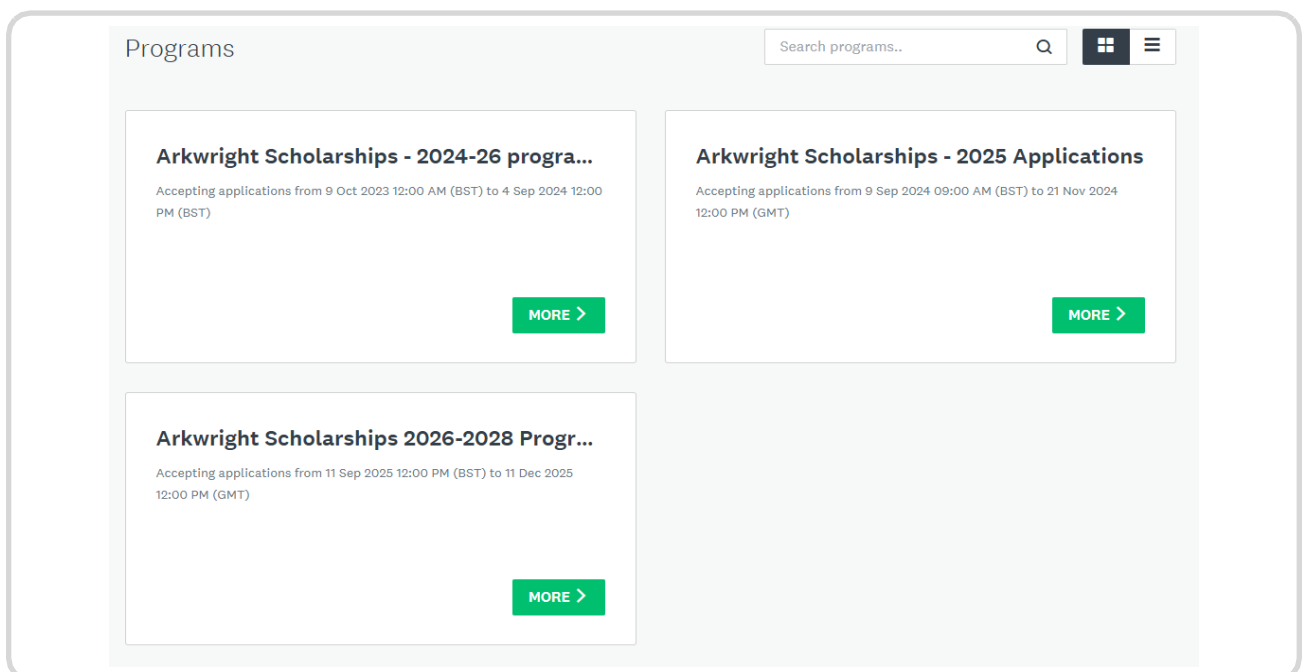 Programs
Search programs..
Arkwright Scholarships - 2024-26 progra...
Accepting applications from 9 Oct 2023 12:00 AM (BST) to 4 Sep 2024 12:00
PM (BST)
MORE
Arkwright Scholarships - 2025 Applications
Accepting applications from 9 Sep 2024 09:00 AM (BST) to 21 Nov 2024
12:00 PM (GMT)
MORE
Arkwright Scholarships 2026-2028 Progr...
Accepting applications from 11 Sep 2025 12:00 PM (BST) to 11 Dec 2025
12:00 PM (GMT)
MORE